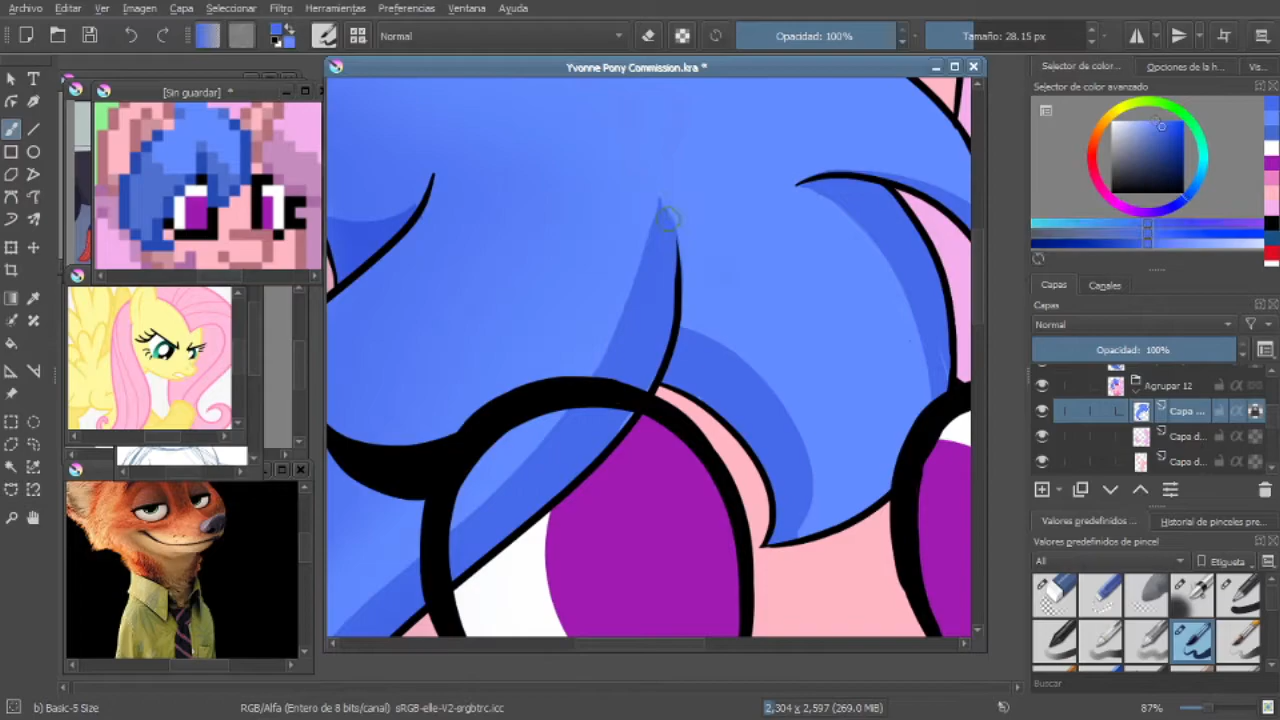 Archivo Editar Ver Imagen Capa Seleccionar Filtro Herramientas Preferencias Ventana Ayuda
Normal Opacidad: 100% Tamaño: 28.15 px
Yvonne Pony Commission.kra *
Selector de color... Opciones de la h... Vis...
[Sin guardar] *
Selector de color avanzado
Capas Canales
Capas
Normal
Opacidad: 100%
Agrupar 12
Capa ...
Capa d...
Capa d...
Valores predefinidos ... Historial de pinceles pre...
Valores predefinidos de pincel
All Etiqueta
Buscar
b) Basic-5 Size RGB/Alfa (Entero de 8 bits/canal) sRGB-elle-V2-srgbtrc.icc 2,304 x 2,597 (269.0 MiB) 87%